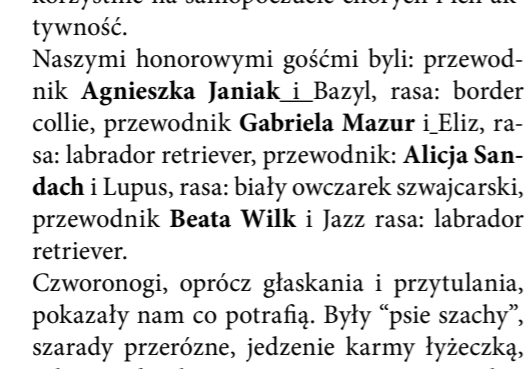 korzystnie na samopoczucie chorych i ich ak-
tywność.
Naszymi honorowymi gośćmi byli: przewod-
nik Agnieszka Janiak i Bazyl, rasa: border
collie, przewodnik Gabriela Mazur i Eliz, ra-
sa: labrador retriever, przewodnik: Alicja San-
dach i Lupus, rasa: biały owczarek szwajcarski,
przewodnik Beata Wilk i Jazz rasa: labrador
retriever.
Czworonogi, oprócz głaskania i przytulania,
pokazały nam co potrafią. Były “psie szachy”,
szarady przeróżne, jedzenie karmy łyżeczką,